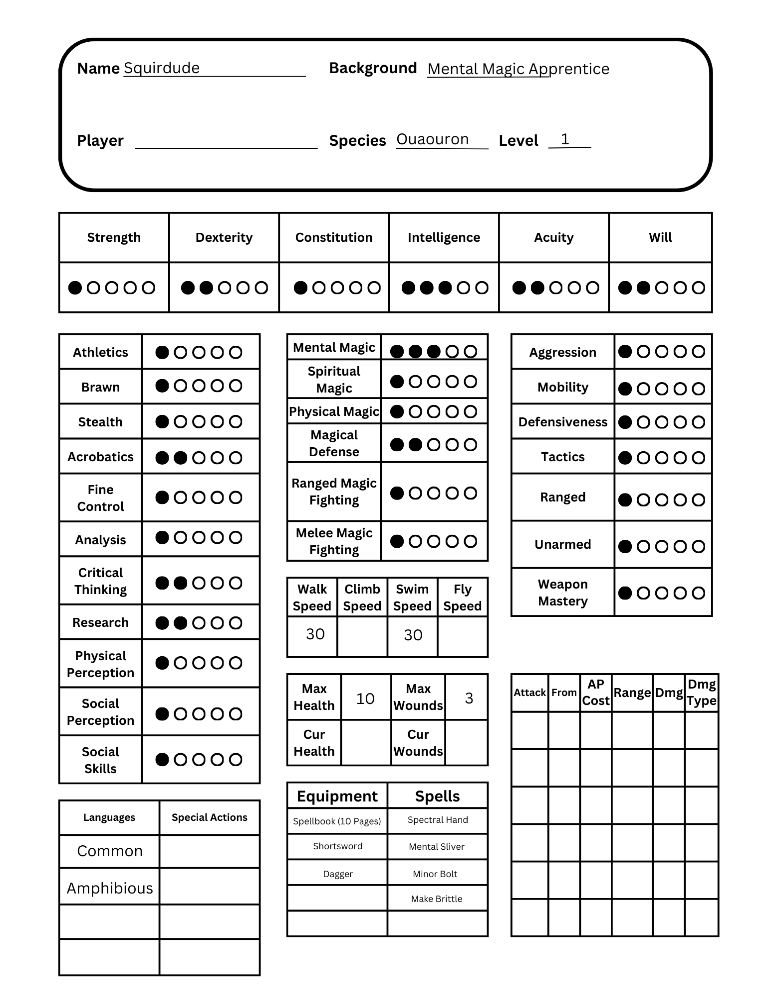 Name Squirdude Background Mental Magic Apprentice
Player Species Ouaouron Level 1
Strength Dexterity Constitution Intelligence Acuity Will
Athletics
Brawn
Stealth
Acrobatics
Fine
Control
Analysis
Critical
Thinking
Research
Physical
Perception
Social
Perception
Social
Skills
Languages Special Actions
Common
Amphibious
Mental Magic
Spiritual
Magic
Physical Magic
Magical
Defense
Ranged Magic
Fighting
Melee Magic
Fighting
Walk Climb Swim Fly
Speed Speed Speed Speed
30 30
Max Max
Health 10 Wounds 3
Cur Cur
Health Wounds
Equipment Spells
Spellbook (10 Pages) Spectral Hand
Shortsword Mental Sliver
Dagger Minor Bolt
Make Brittle
Aggression
Mobility
Defensiveness
Tactics
Ranged
Unarmed
Weapon
Mastery
Attack From AP Range Dmg Dmg
Cost Type